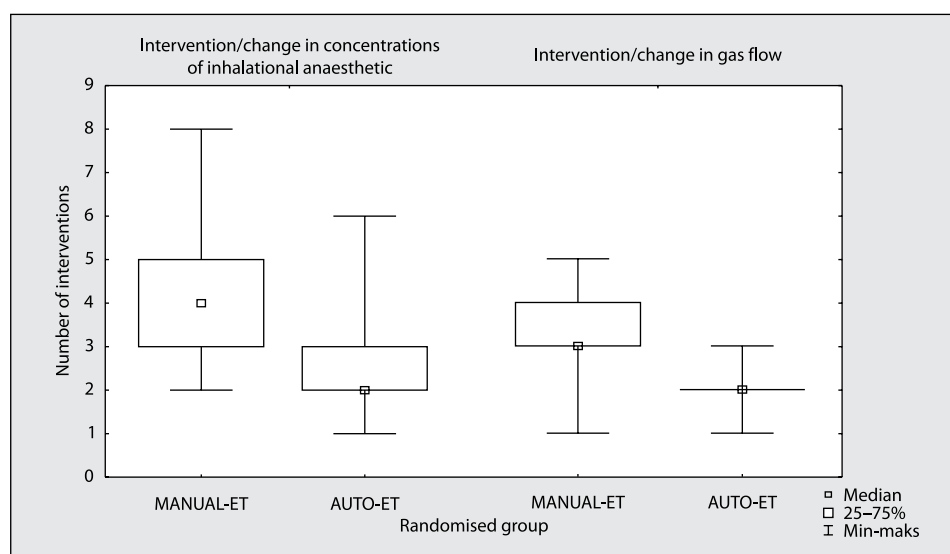 Intervention/change in concentrations
of inhalational anaesthetic
Intervention/change in gas flow
Number of interventions
9
8
7
6
5
4
3
2
1
0
MANUAL-ET
AUTO-ET
MANUAL-ET
AUTO-ET
Randomised group
Median
25–75%
Min-maks